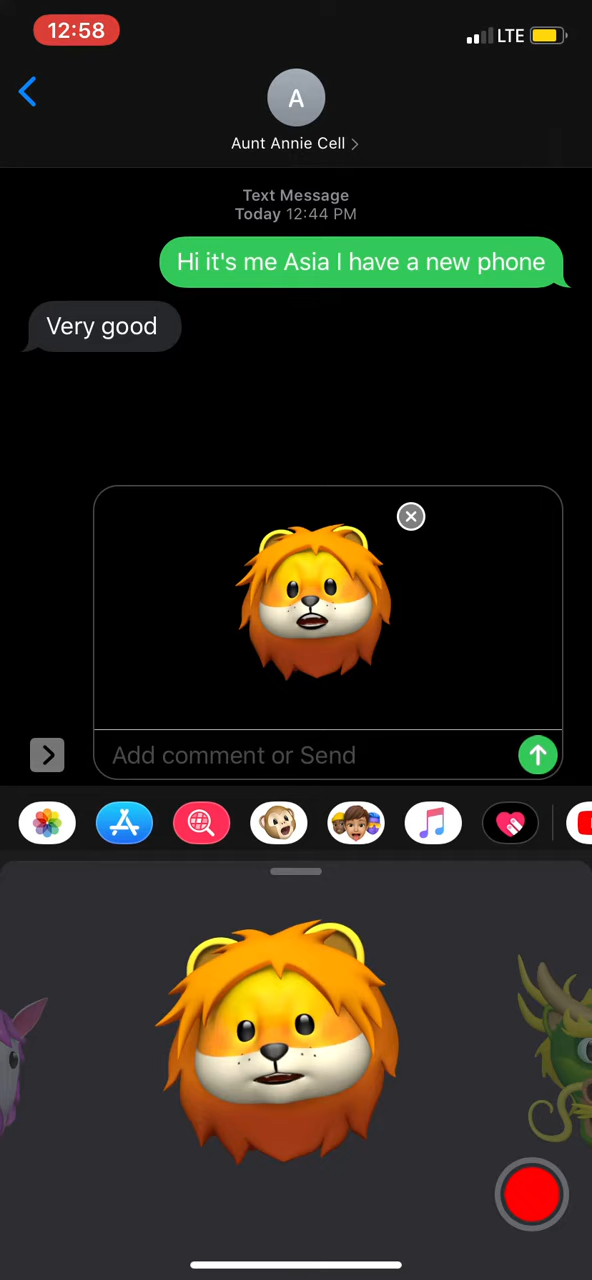 12:58
LTE
A
Aunt Annie Cell
Text Message
Today 12:44 PM
Hi it's me Asia I have a new phone
Very good
Add comment or Send